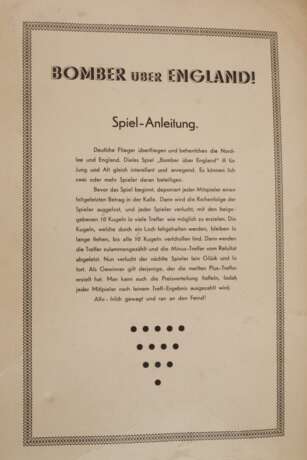 BOMBER ÜBER ENGLAND!
Spiel-Anleitung.
Deutsche Flieger überfliegen und beherrschen die Nord-
see und England. Dieses Spiel „Bomber über England" ist für
Jung und Alt gleich interessant und anregend. Es können sich
zwei oder mehr Spieler daran beteiligen.
Bevor das Spiel beginnt, deponiert jeder Mitspieler einen
festgesetzten Betrag in der Kasse. Dann wird die Reihenfolge der
Spieler ausgelost, und jeder Spieler versucht, mit den beige-
gebenen 10 Kugeln so viele Treffer wie möglich zu erzielen. Die
Kugeln, welche durch ein Loch festgehalten werden, bleiben so
lange stehen, bis alle 10 Kugeln verschossen sind. Dann werden
die Treffer zusammengezählt und die Minus-Treffer vom Resultat
abgesetzt. Nun versucht der nächste Spieler sein Glück und so
fort. Als Gewinner gilt derjenige, der die meisten Plus-Treffer
erzielt hat. Man kann auch die Preisverteilung staffeln, sodaß
jeder Mitspieler nach seinem Treff-Ergebnis ausgezahlt wird.
Also - frisch gewagt und ran an den Feind!